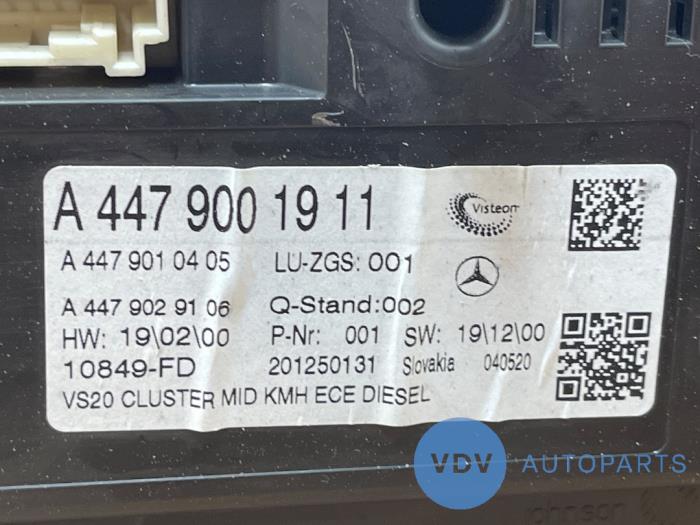 A 447 900 19 11
Visteon
A 447 901 04 05 LU-ZGS: 001
A 447 902 91 06 Q-Stand:002
HW: 19\02\00 P-Nr: 001 SW: 19\12\00
10849-FD 201250131 Slovakia 040520
VS20 CLUSTER MID KMH ECE DIESEL
VDV AUTOPARTS
Johnson